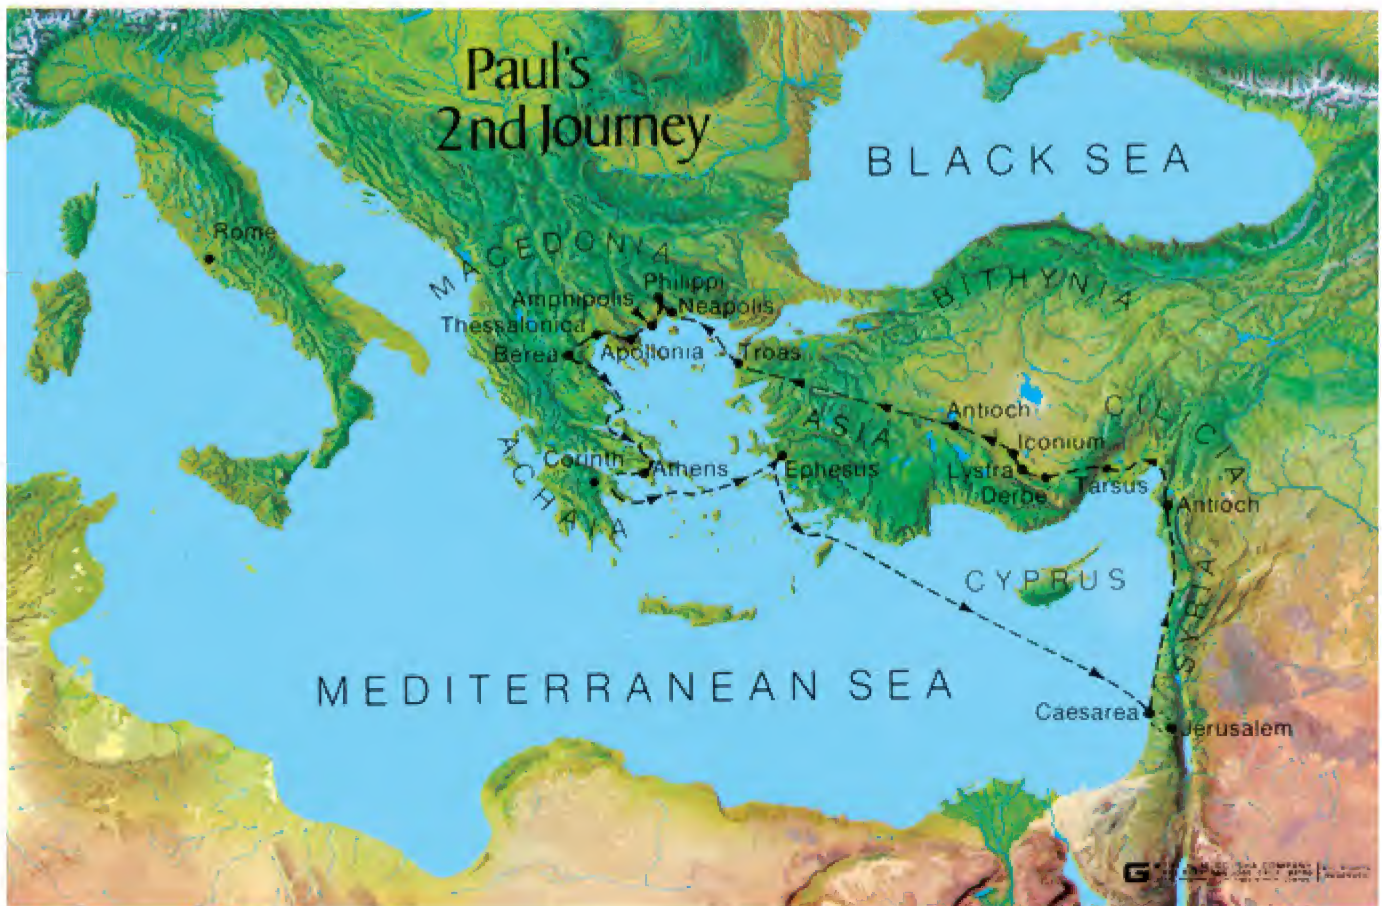 Paul's
2nd Journey
BLACK SEA
Rome
MACEDONIA
BITHYNIA
Philippi
Amphipolis
Neapolis
Thessalonica
Berea
Apollonia
Troas
Antioch
CILICIA
ASIA
Iconium
ACHAIA
Corinth
Athens
Ephesus
Lystra
Tarsus
Derbe
Antioch
CYPRUS
SYRIA
MEDITERRANEAN SEA
Caesarea
Jerusalem
G
COMPANY